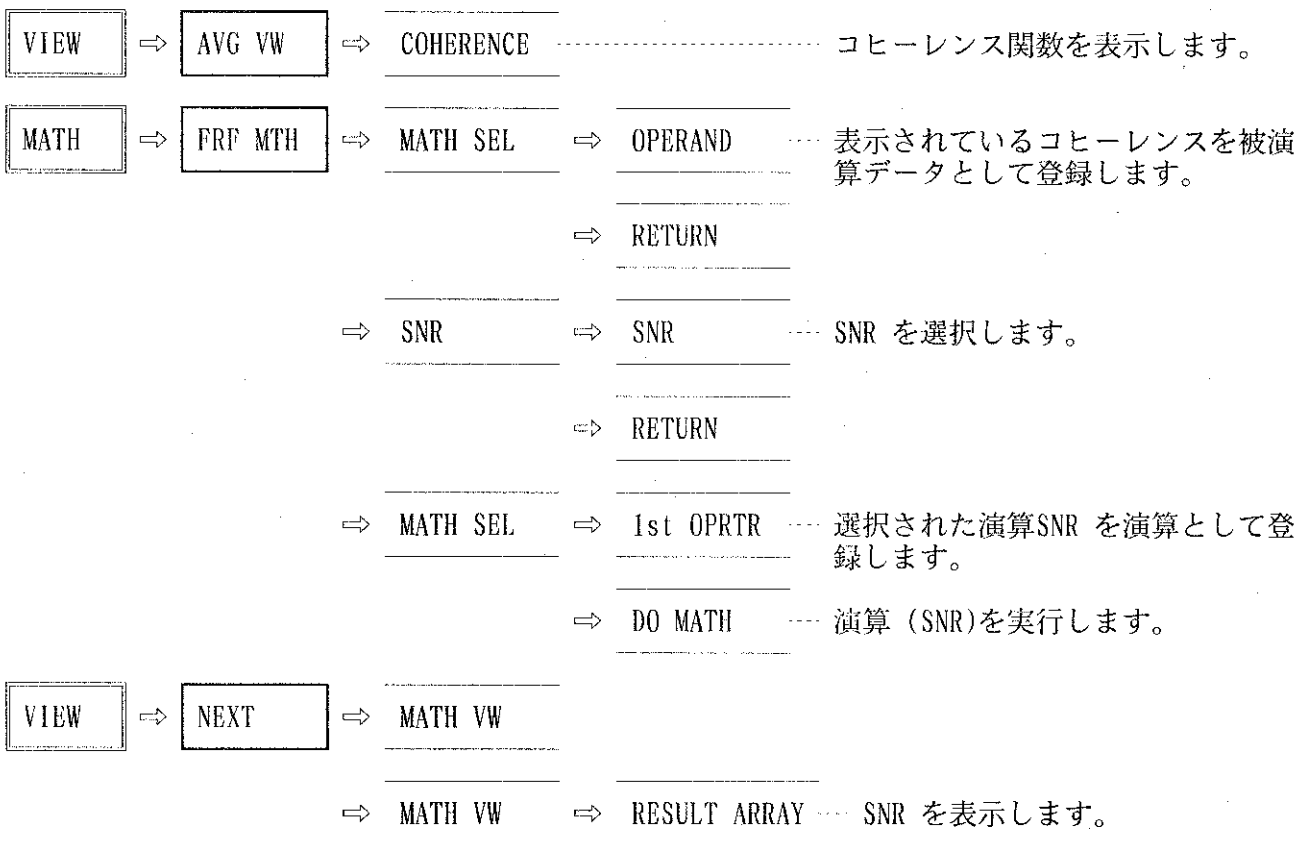 VIEW ⇨ AVG VW ⇨ COHERENCE ………… コヒーレンス関数を表示します。
MATH ⇨ FRF MTH ⇨ MATH SEL ⇨ OPERAND …… 表示されているコヒーレンスを被演
算データとして登録します。
⇨ RETURN
⇨ SNR ⇨ SNR …… SNR を選択します。
⇨ RETURN
⇨ MATH SEL ⇨ 1st OPRTR …… 選択された演算SNR を演算として登
録します。
⇨ DO MATH …… 演算 (SNR)を実行します。
VIEW ⇨ NEXT ⇨ MATH VW
⇨ MATH VW ⇨ RESULT ARRAY …… SNR を表示します。